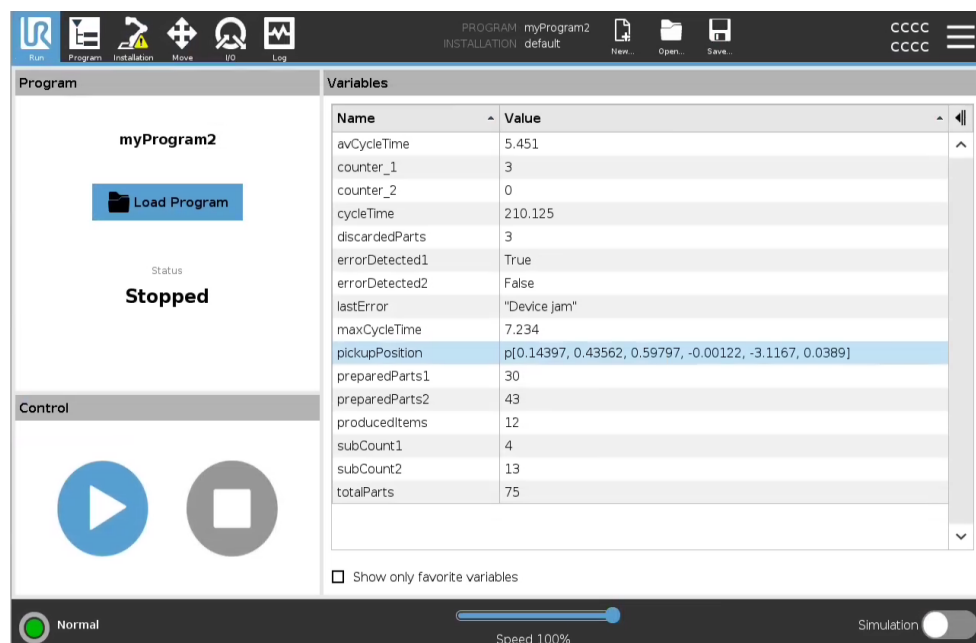 UR
Run
Program
Installation
Move
I/O
Log
PROGRAM myProgram2
INSTALLATION default
New...
Open...
Save...
CCCC
CCCC
Program
myProgram2
Load Program
Status
Stopped
Control
Variables
Name Value
avCycleTime 5.451
counter_1 3
counter_2 0
cycleTime 210.125
discardedParts 3
errorDetected1 True
errorDetected2 False
lastError "Device jam"
maxCycleTime 7.234
pickupPosition p[0.14397, 0.43562, 0.59797, -0.00122, -3.1167, 0.0389]
preparedParts1 30
preparedParts2 43
producedItems 12
subCount1 4
subCount2 13
totalParts 75
Show only favorite variables
Normal
Speed 100%
Simulation